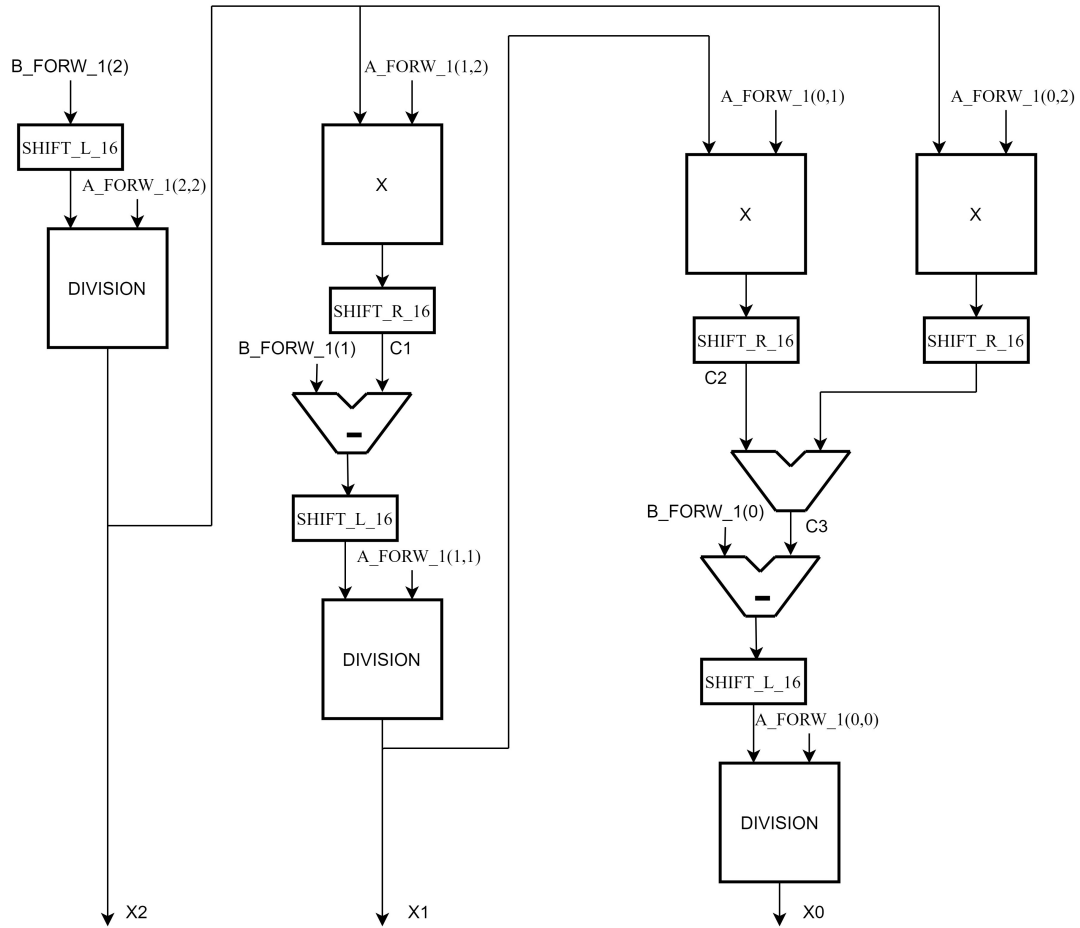 B_FORW_1(2)
SHIFT_L_16
A_FORW_1(2,2)
DIVISION
X2
A_FORW_1(1,2)
X
SHIFT_R_16
B_FORW_1(1)
C1
-
SHIFT_L_16
A_FORW_1(1,1)
DIVISION
X1
A_FORW_1(0,1)
X
SHIFT_R_16
C2
A_FORW_1(0,2)
X
SHIFT_R_16
B_FORW_1(0)
C3
-
SHIFT_L_16
A_FORW_1(0,0)
DIVISION
X0